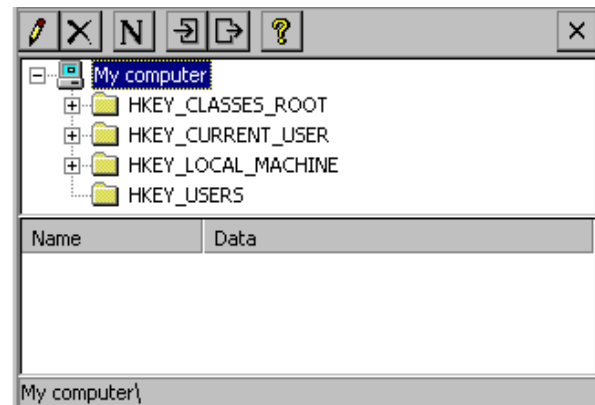 N
My computer
HKEY_CLASSES_ROOT
HKEY_CURRENT_USER
HKEY_LOCAL_MACHINE
HKEY_USERS
Name Data
My computer\